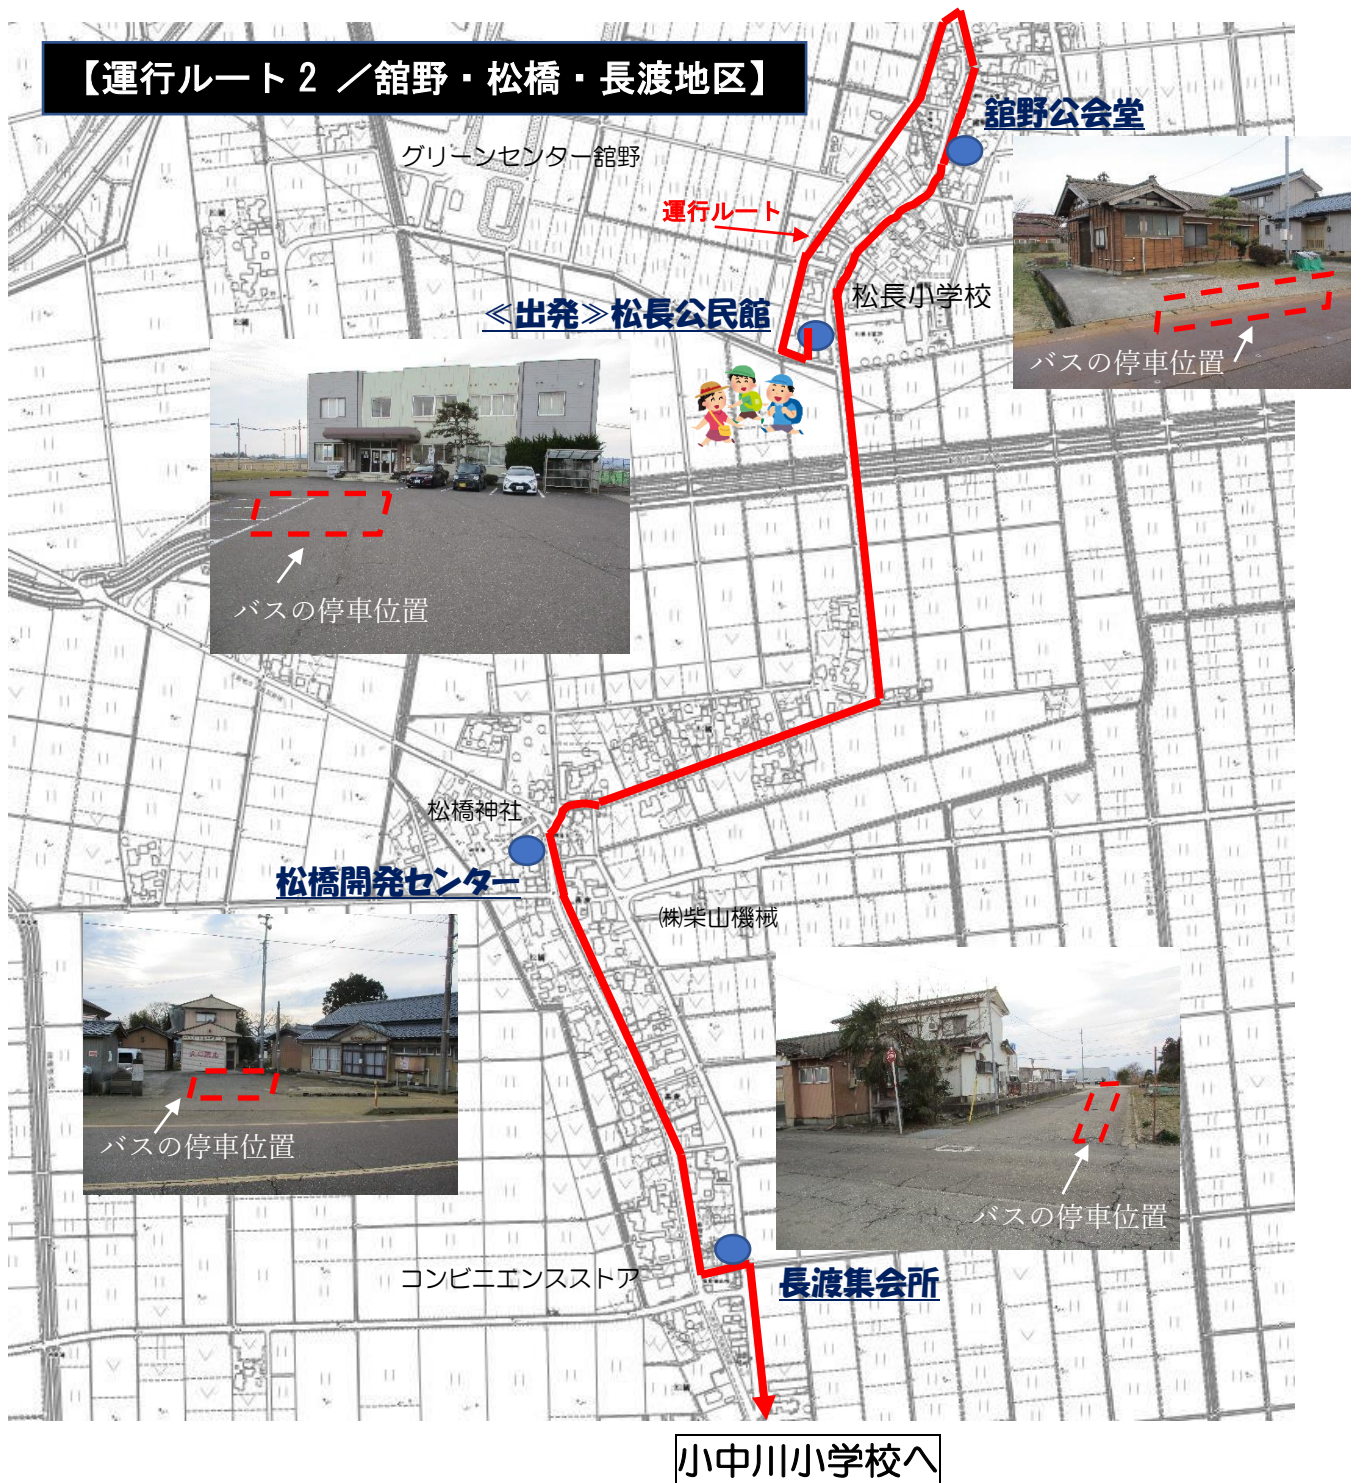 【運行ルート２ ／舘野・松橋・長渡地区】
舘野公会堂
グリーンセンター舘野
運行ルート
松長小学校
≪出発≫松長公民館
バスの停車位置
バスの停車位置
松橋神社
松橋開発センター
㈱柴山機械
バスの停車位置
バスの停車位置
コンビニエンスストア
長渡集会所
小中川小学校へ